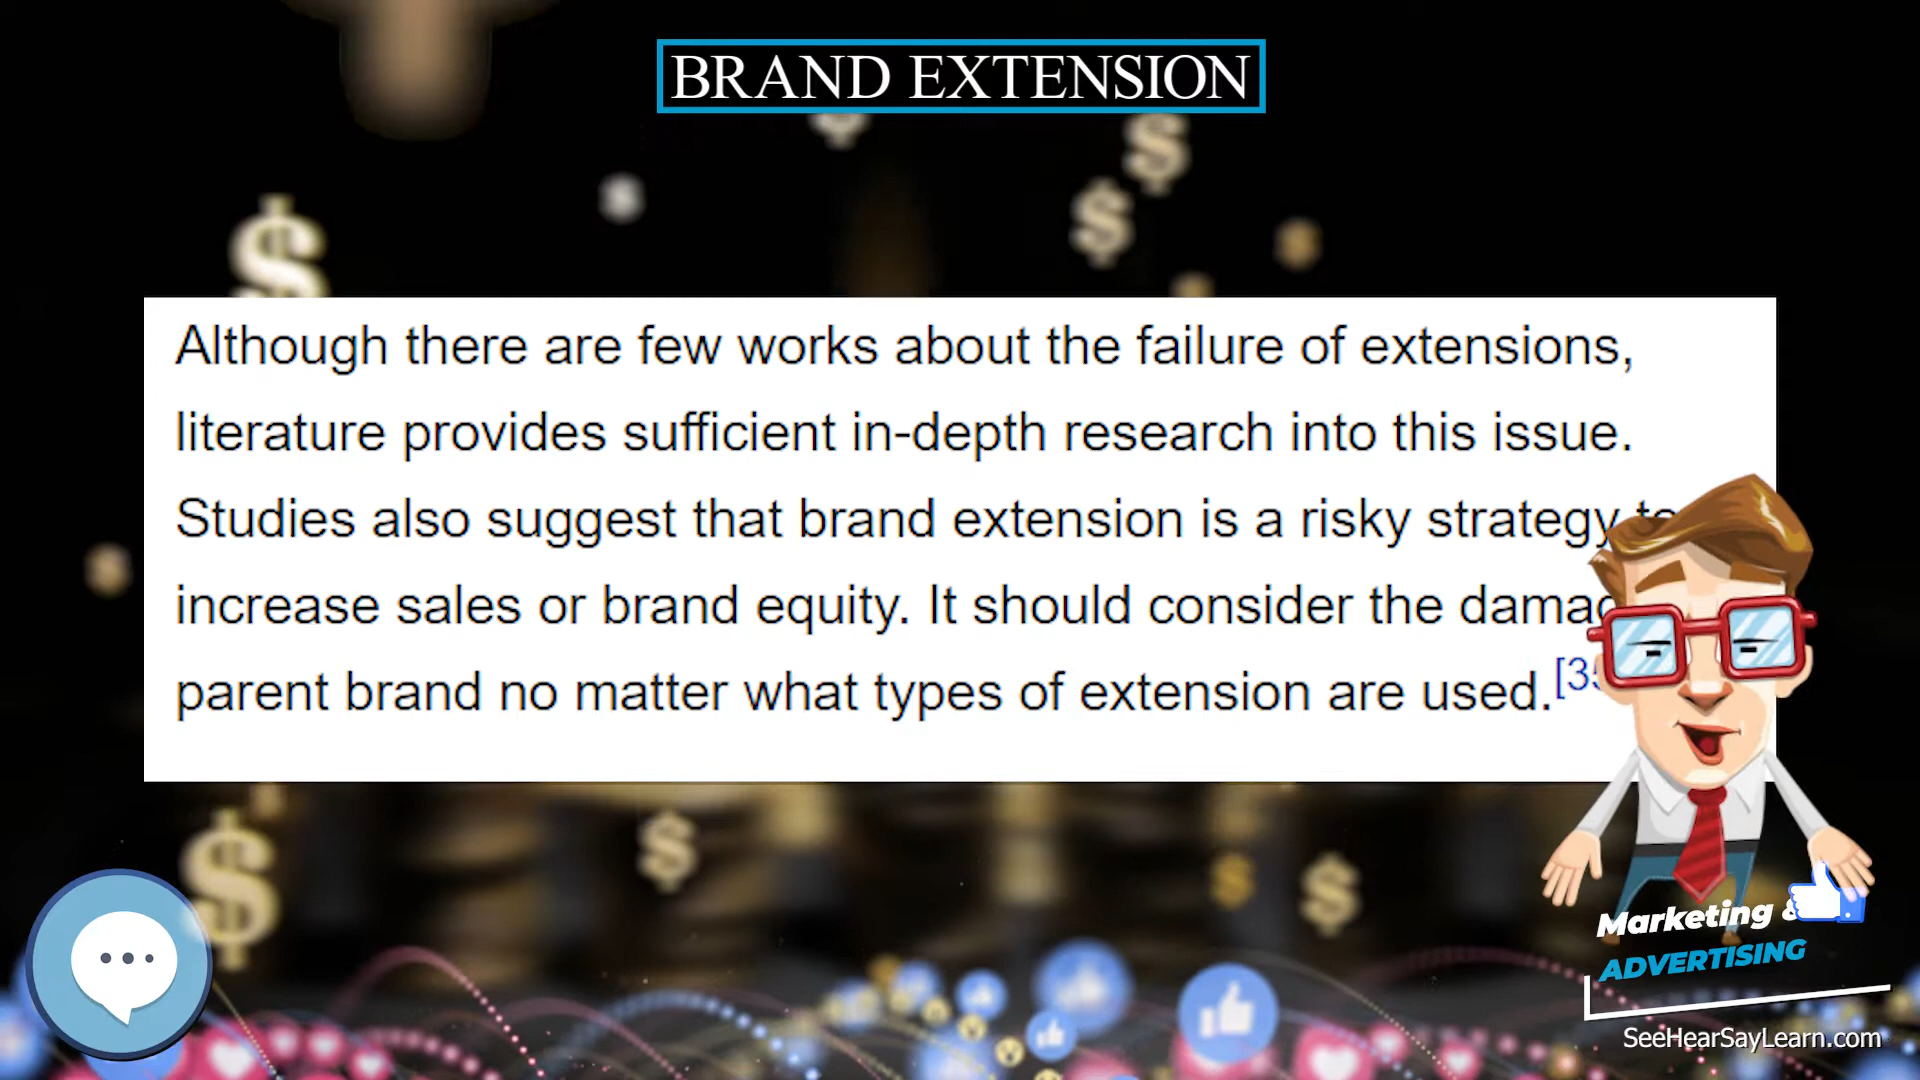 BRAND EXTENSION
Although there are few works about the failure of extensions,
literature provides sufficient in-depth research into this issue.
Studies also suggest that brand extension is a risky strategy to
increase sales or brand equity. It should consider the
parent brand no matter what types of extension are used.
Marketing &
ADVERTISING
SeeHearSayLearn.com